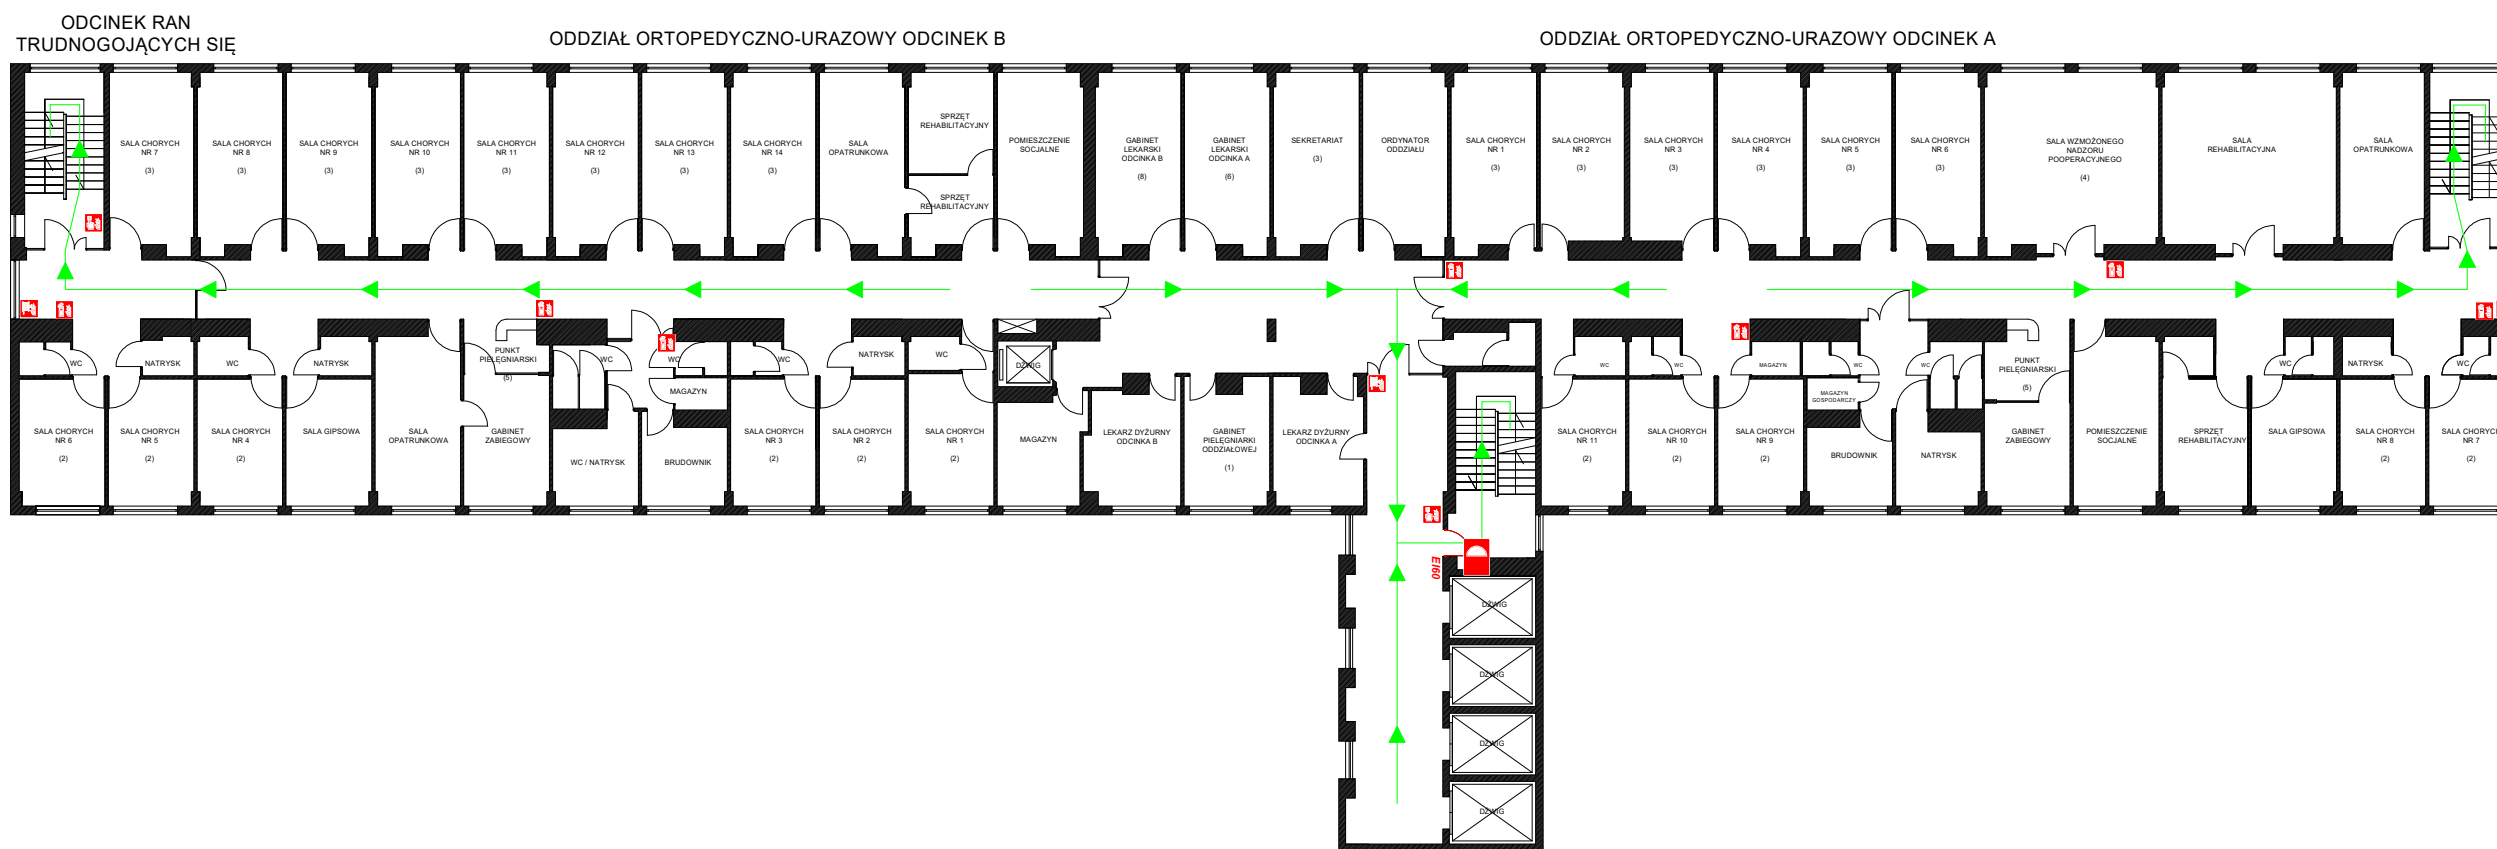 ODCINEK RAN
TRUDNOGOJĄCYCH SIĘ
ODDZIAŁ ORTOPEDYCZNO-URAZOWY ODCINEK B
ODDZIAŁ ORTOPEDYCZNO-URAZOWY ODCINEK A
SALA CHORYCH
NR 7
(3)
SALA CHORYCH
NR 8
(3)
SALA CHORYCH
NR 9
(3)
SALA CHORYCH
NR 10
(3)
SALA CHORYCH
NR 11
(3)
SALA CHORYCH
NR 12
(3)
SALA CHORYCH
NR 13
(3)
SALA CHORYCH
NR 14
(3)
SALA
OPATRUNKOWA
SPRZĘT
REHABILITACYJNY
SPRZĘT
REHABILITACYJNY
POMIESZCZENIE
SOCJALNE
GABINET
LEKARSKI
ODCINKA B
(8)
GABINET
LEKARSKI
ODCINKA A
(6)
SEKRETARIAT
(3)
ORDYNATOR
ODDZIAŁU
SALA CHORYCH
NR 1
(3)
SALA CHORYCH
NR 2
(3)
SALA CHORYCH
NR 3
(3)
SALA CHORYCH
NR 4
(3)
SALA CHORYCH
NR 5
(3)
SALA CHORYCH
NR 6
(3)
SALA WZMOŻONEGO
NADZORU
POOPERACYJNEGO
(4)
SALA
REHABILITACYJNA
SALA
OPATRUNKOWA
WC
NATRYSK
WC
NATRYSK
PUNKT
PIELĘGNIARSKI
(5)
WC
WC
MAGAZYN
WC
NATRYSK
WC
DŹWIG
WC
WC
MAGAZYN
WC
WC
MAGAZYN
GOSPODARCZY
PUNKT
PIELĘGNIARSKI
(5)
WC
NATRYSK
WC
SALA CHORYCH
NR 6
(2)
SALA CHORYCH
NR 5
(2)
SALA CHORYCH
NR 4
(2)
SALA GIPSOWA
SALA
OPATRUNKOWA
GABINET
ZABIEGOWY
WC / NATRYSK
BRUDOWNIK
SALA CHORYCH
NR 3
(2)
SALA CHORYCH
NR 2
(2)
SALA CHORYCH
NR 1
(2)
MAGAZYN
LEKARZ DYŻURNY
ODCINKA B
GABINET
PIELĘGNIARKI
ODDZIAŁOWEJ
(1)
LEKARZ DYŻURNY
ODCINKA A
SALA CHORYCH
NR 11
(2)
SALA CHORYCH
NR 10
(2)
SALA CHORYCH
NR 9
(2)
BRUDOWNIK
NATRYSK
GABINET
ZABIEGOWY
POMIESZCZENIE
SOCJALNE
SPRZĘT
REHABILITACYJNY
SALA GIPSOWA
SALA CHORYCH
NR 8
(2)
SALA CHORYCH
NR 7
(2)
EI60
DŹWIG
DŹWIG
DŹWIG
DŹWIG